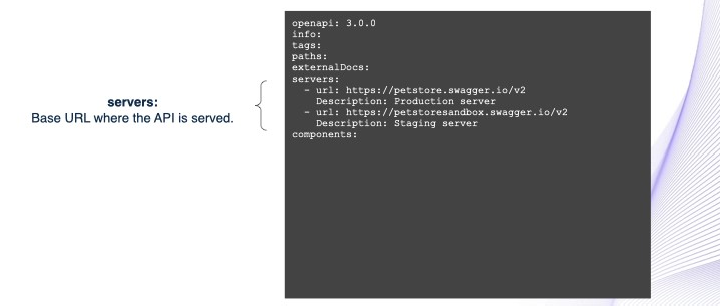 servers:
Base URL where the API is served.
openapi: 3.0.0
info:
tags:
paths:
externalDocs:
servers:
  - url: https://petstore.swagger.io/v2
    Description: Production server
  - url: https://petstoresandbox.swagger.io/v2
    Description: Staging server
components: